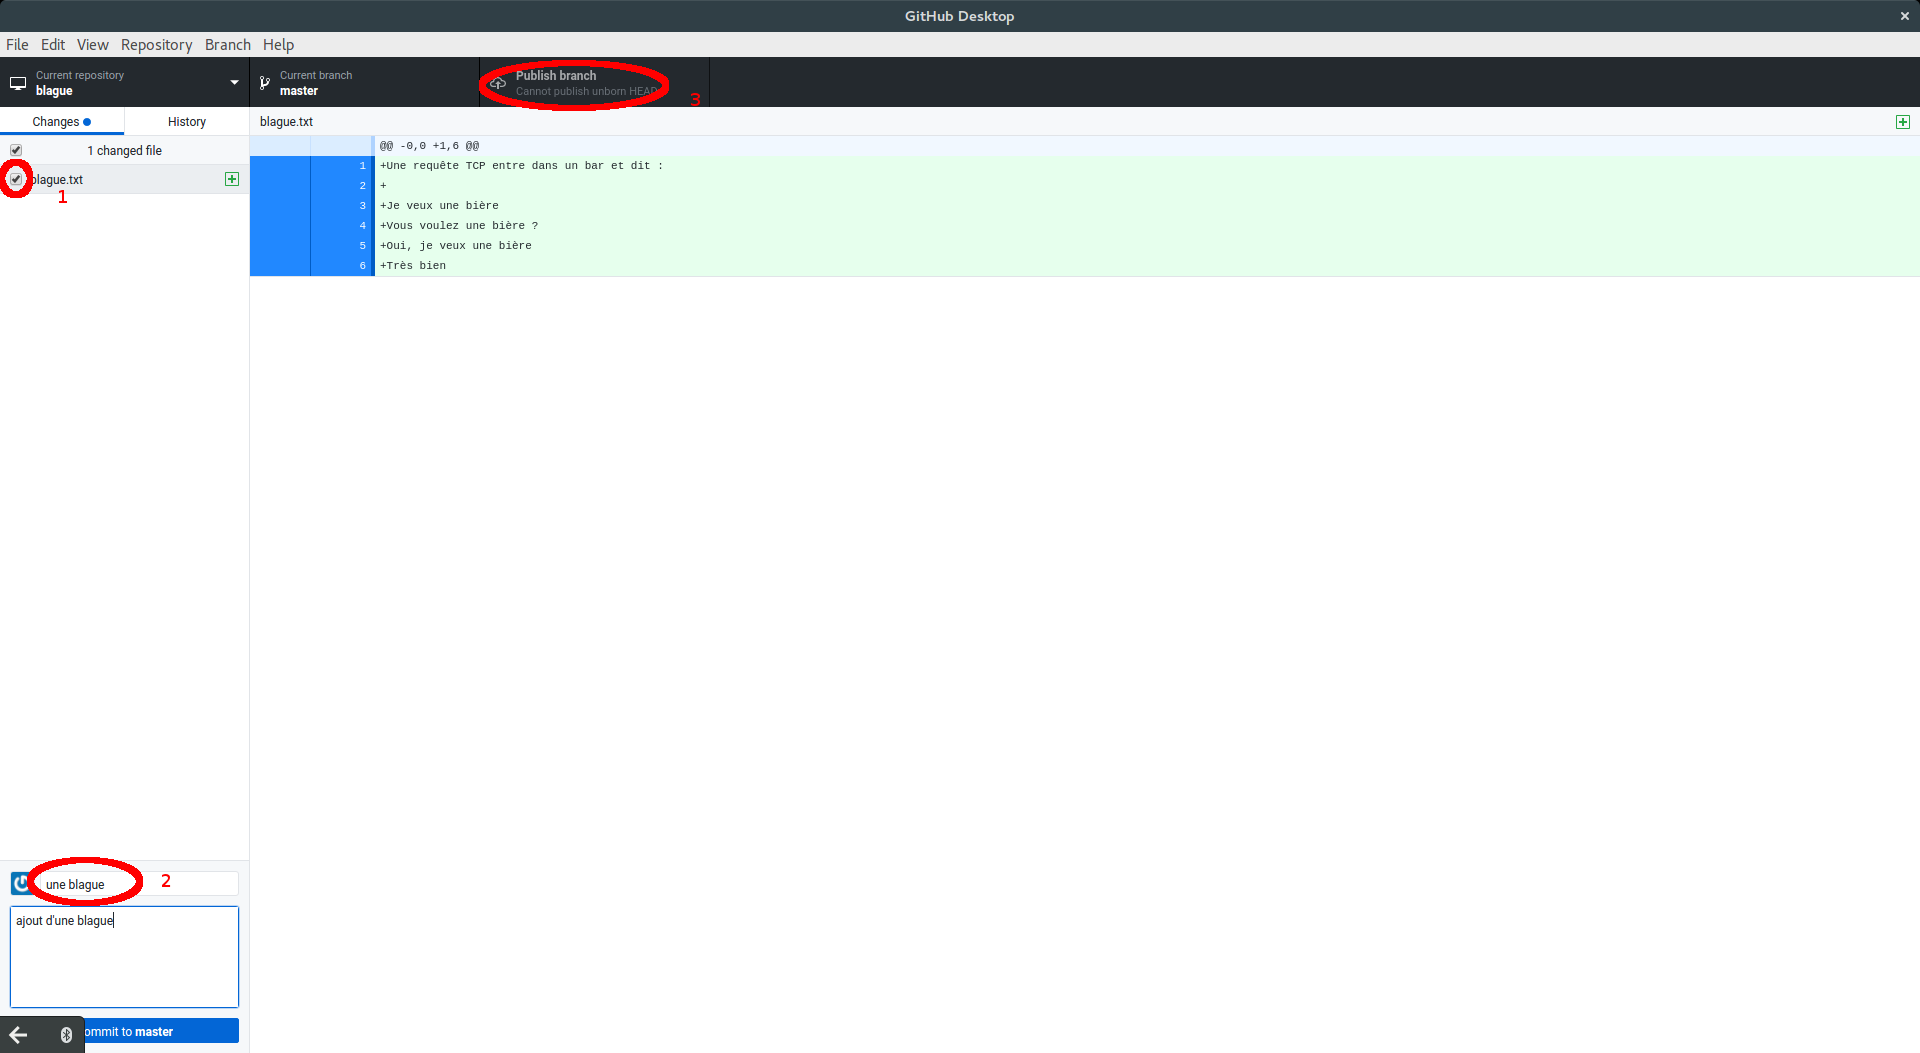 GitHub Desktop
File Edit View Repository Branch Help
Current repository
blague
Current branch
master
Publish branch
Cannot publish unborn HEAD
3
Changes
History
blague.txt
1 changed file
@@ -0,0 +1,6 @@
blague.txt
1
1 +Une requête TCP entre dans un bar et dit :
2 +
3 +Je veux une bière
4 +Vous voulez une bière ?
5 +Oui, je veux une bière
6 +Très bien
une blague
2
ajout d'une blague
ommit to master